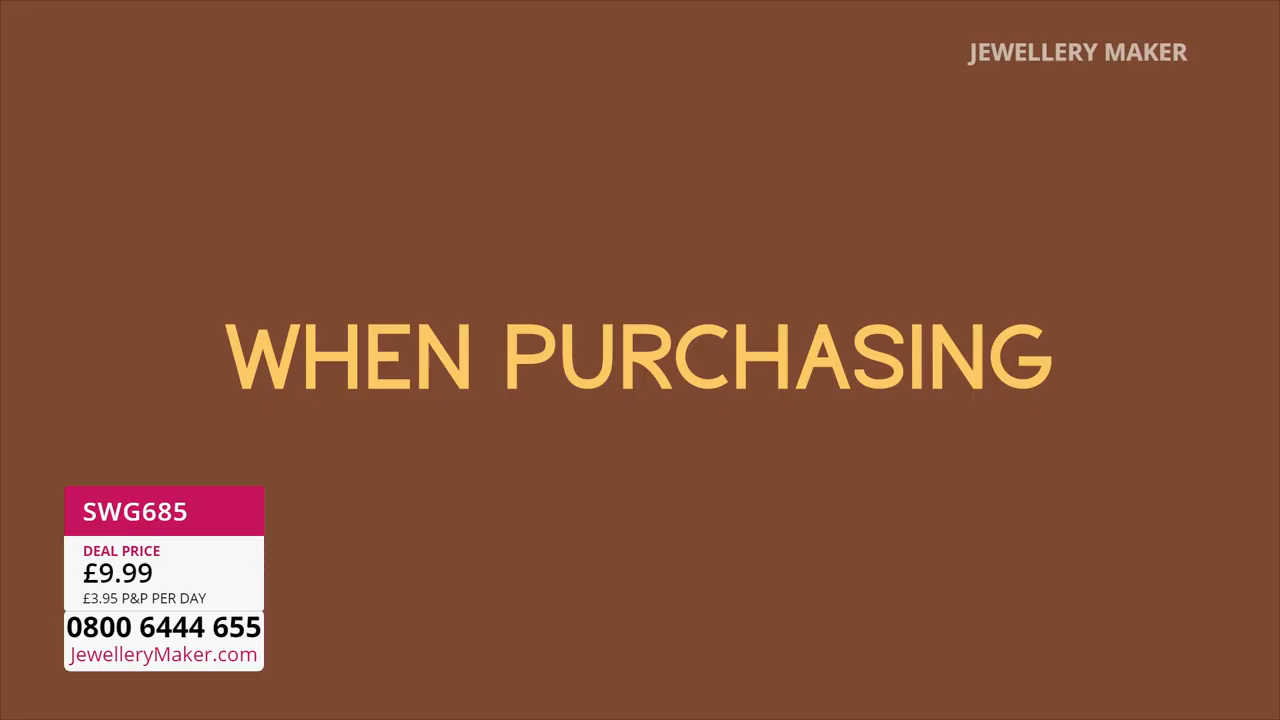 JEWELLERY MAKER
WHEN PURCHASING
SWG685
DEAL PRICE
£9.99
£3.95 P&P PER DAY
0800 6444 655
JewelleryMaker.com